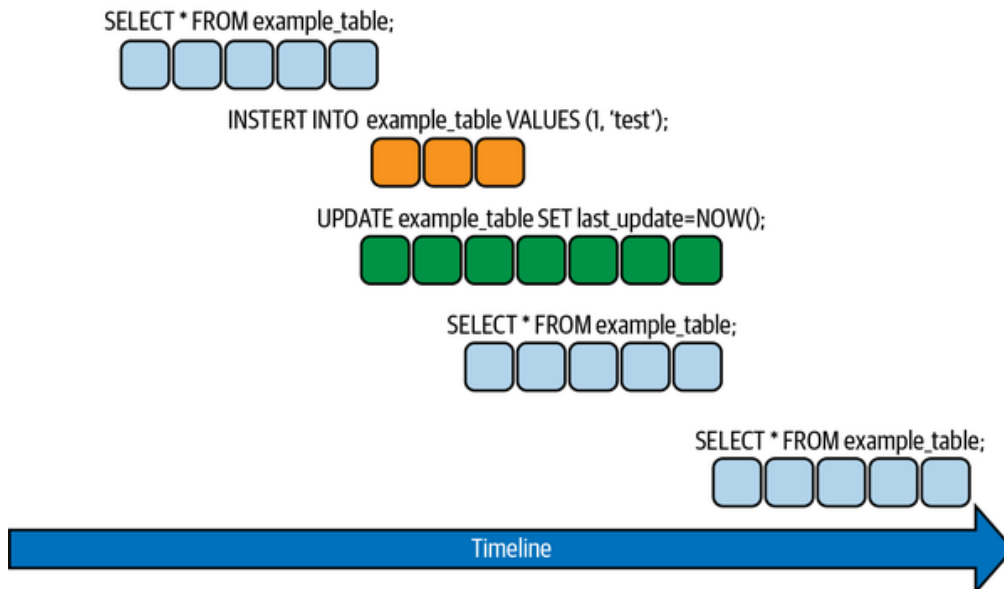 SELECT * FROM example_table;
INSTERT INTO example_table VALUES (1, 'test');
UPDATE example_table SET last_update=NOW();
SELECT * FROM example_table;
SELECT * FROM example_table;
Timeline